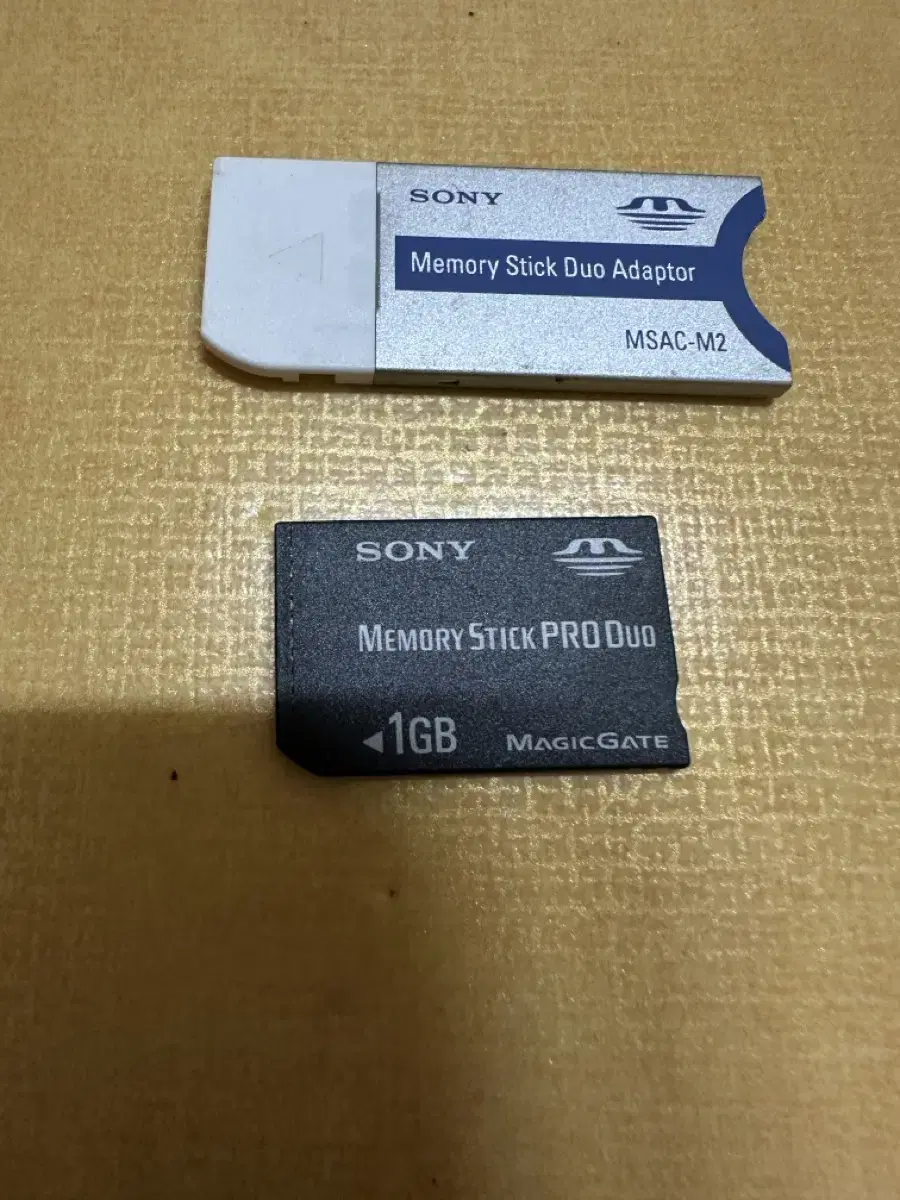 SONY
Memory Stick Duo Adaptor
MSAC-M2
SONY
MEMORY STICK PRO DUO
1GB MAGICGATE